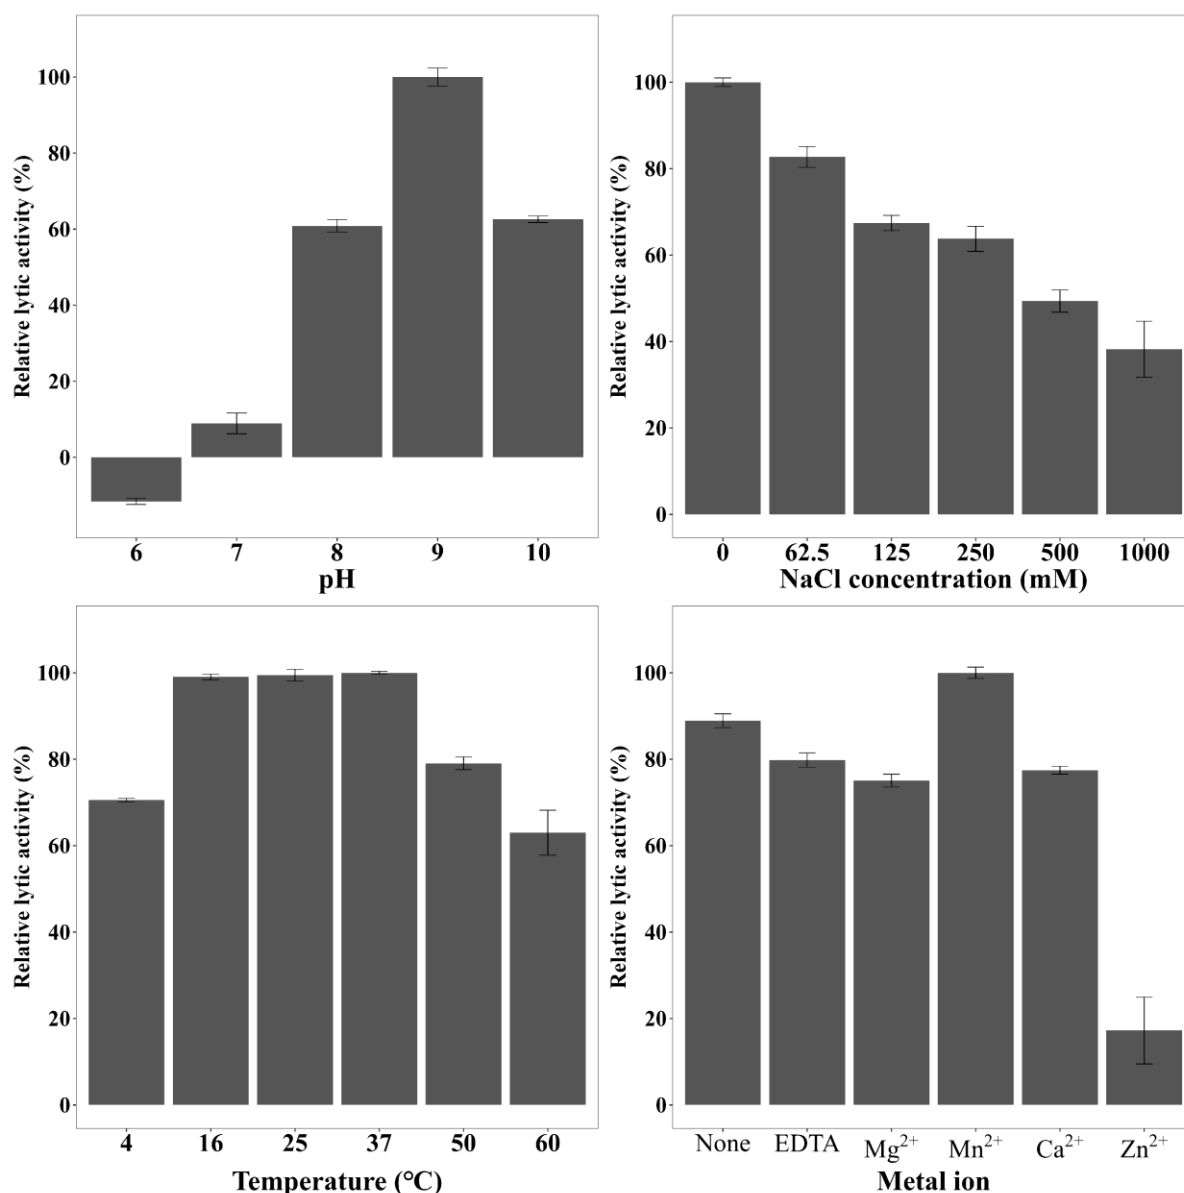 Relative lytic activity (%)
100
80
60
40
20
0
6 7 8 9 10
pH
Relative lytic activity (%)
100
80
60
40
20
0
0 62.5 125 250 500 1000
NaCl concentration (mM)
Relative lytic activity (%)
100
80
60
40
20
0
4 16 25 37 50 60
Temperature (°C)
Relative lytic activity (%)
100
80
60
40
20
0
None EDTA Mg²⁺ Mn²⁺ Ca²⁺ Zn²⁺
Metal ion